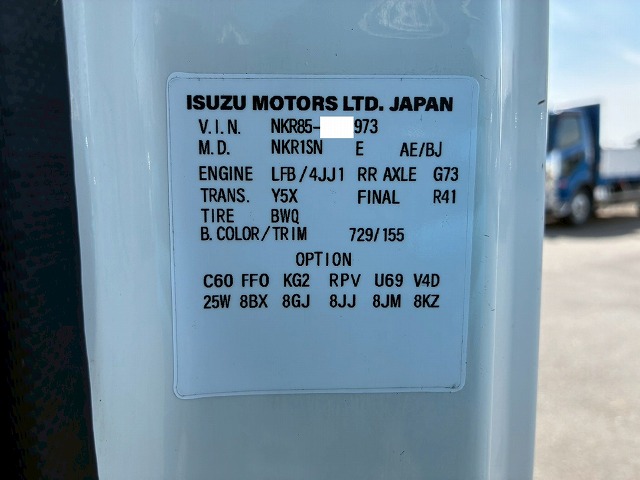 ISUZU MOTORS LTD. JAPAN
V.I.N. NKR85- 973
M.D. NKR1SN E AE/BJ
ENGINE LFB/4JJ1 RR AXLE G73
TRANS. Y5X FINAL R41
TIRE BWQ
B.COLOR/TRIM 729/155
OPTION
C60 FFO KG2 RPV U69 V4D
25W 8BX 8GJ 8JJ 8JM 8KZ